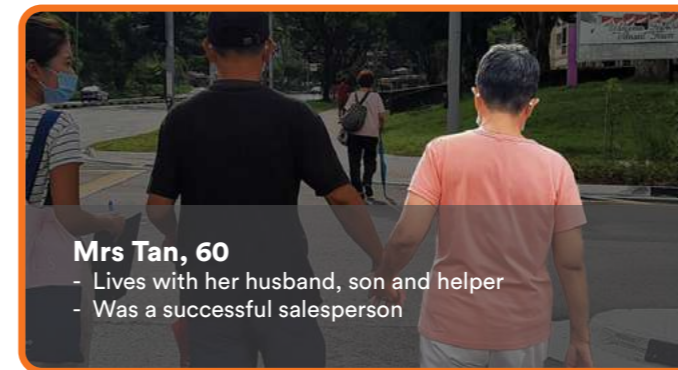 Mrs Tan, 60
- Lives with her husband, son and helper
- Was a successful salesperson